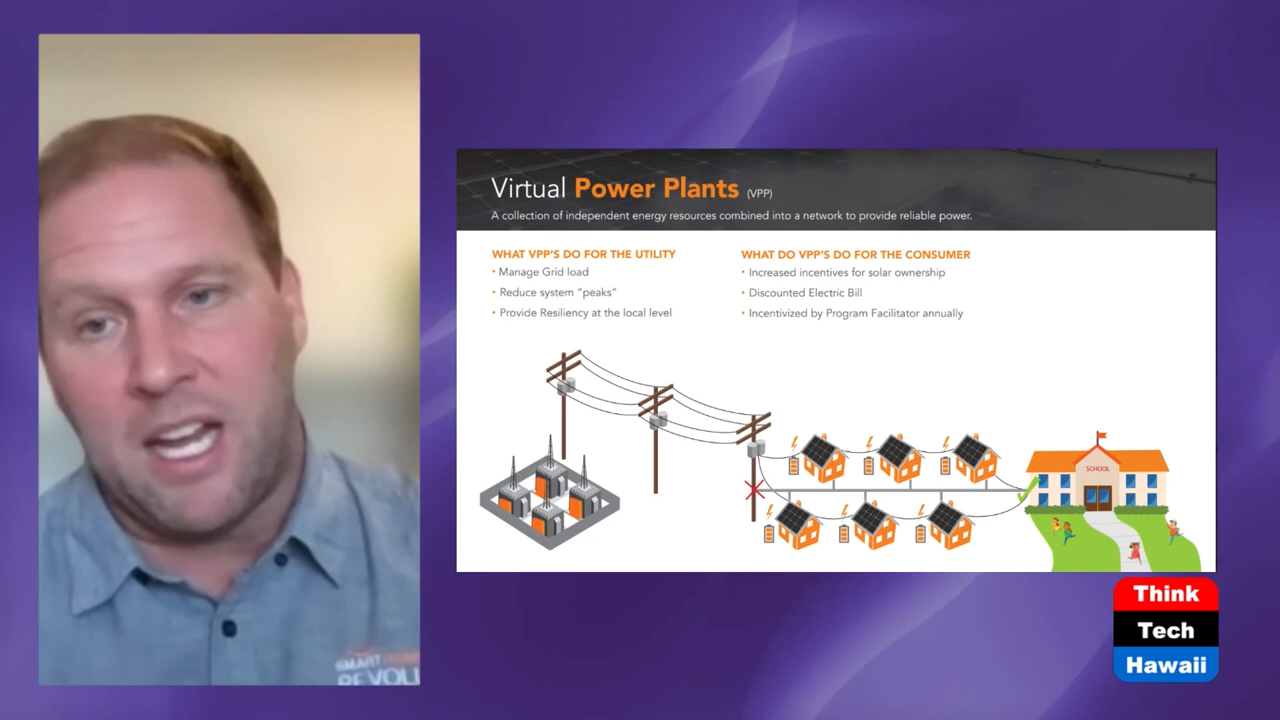 Virtual Power Plants (VPP)
A collection of independent energy resources combined into a network to provide reliable power.
WHAT VPP'S DO FOR THE UTILITY
• Manage Grid load
• Reduce system "peaks"
• Provide Resiliency at the local level
WHAT DO VPP'S DO FOR THE CONSUMER
• Increased incentives for solar ownership
• Discounted Electric Bill
• Incentivized by Program Facilitator annually
SCHOOL
SMART
Think
Tech
Hawaii